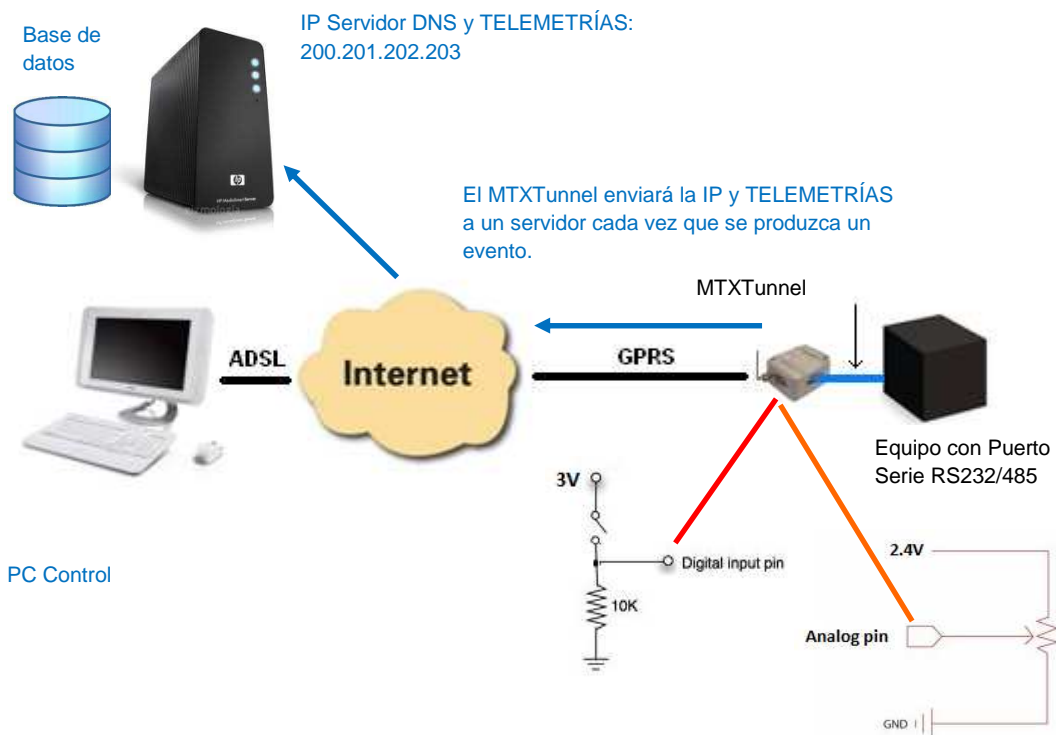 Base de
datos
IP Servidor DNS y TELEMETRÍAS:
200.201.202.203
El MTXTunnel enviará la IP y TELEMETRÍAS
a un servidor cada vez que se produzca un
evento.
MTXTunnel
ADSL
Internet
GPRS
Equipo con Puerto
Serie RS232/485
3V
Digital input pin
10K
2.4V
PC Control
Analog pin
GND